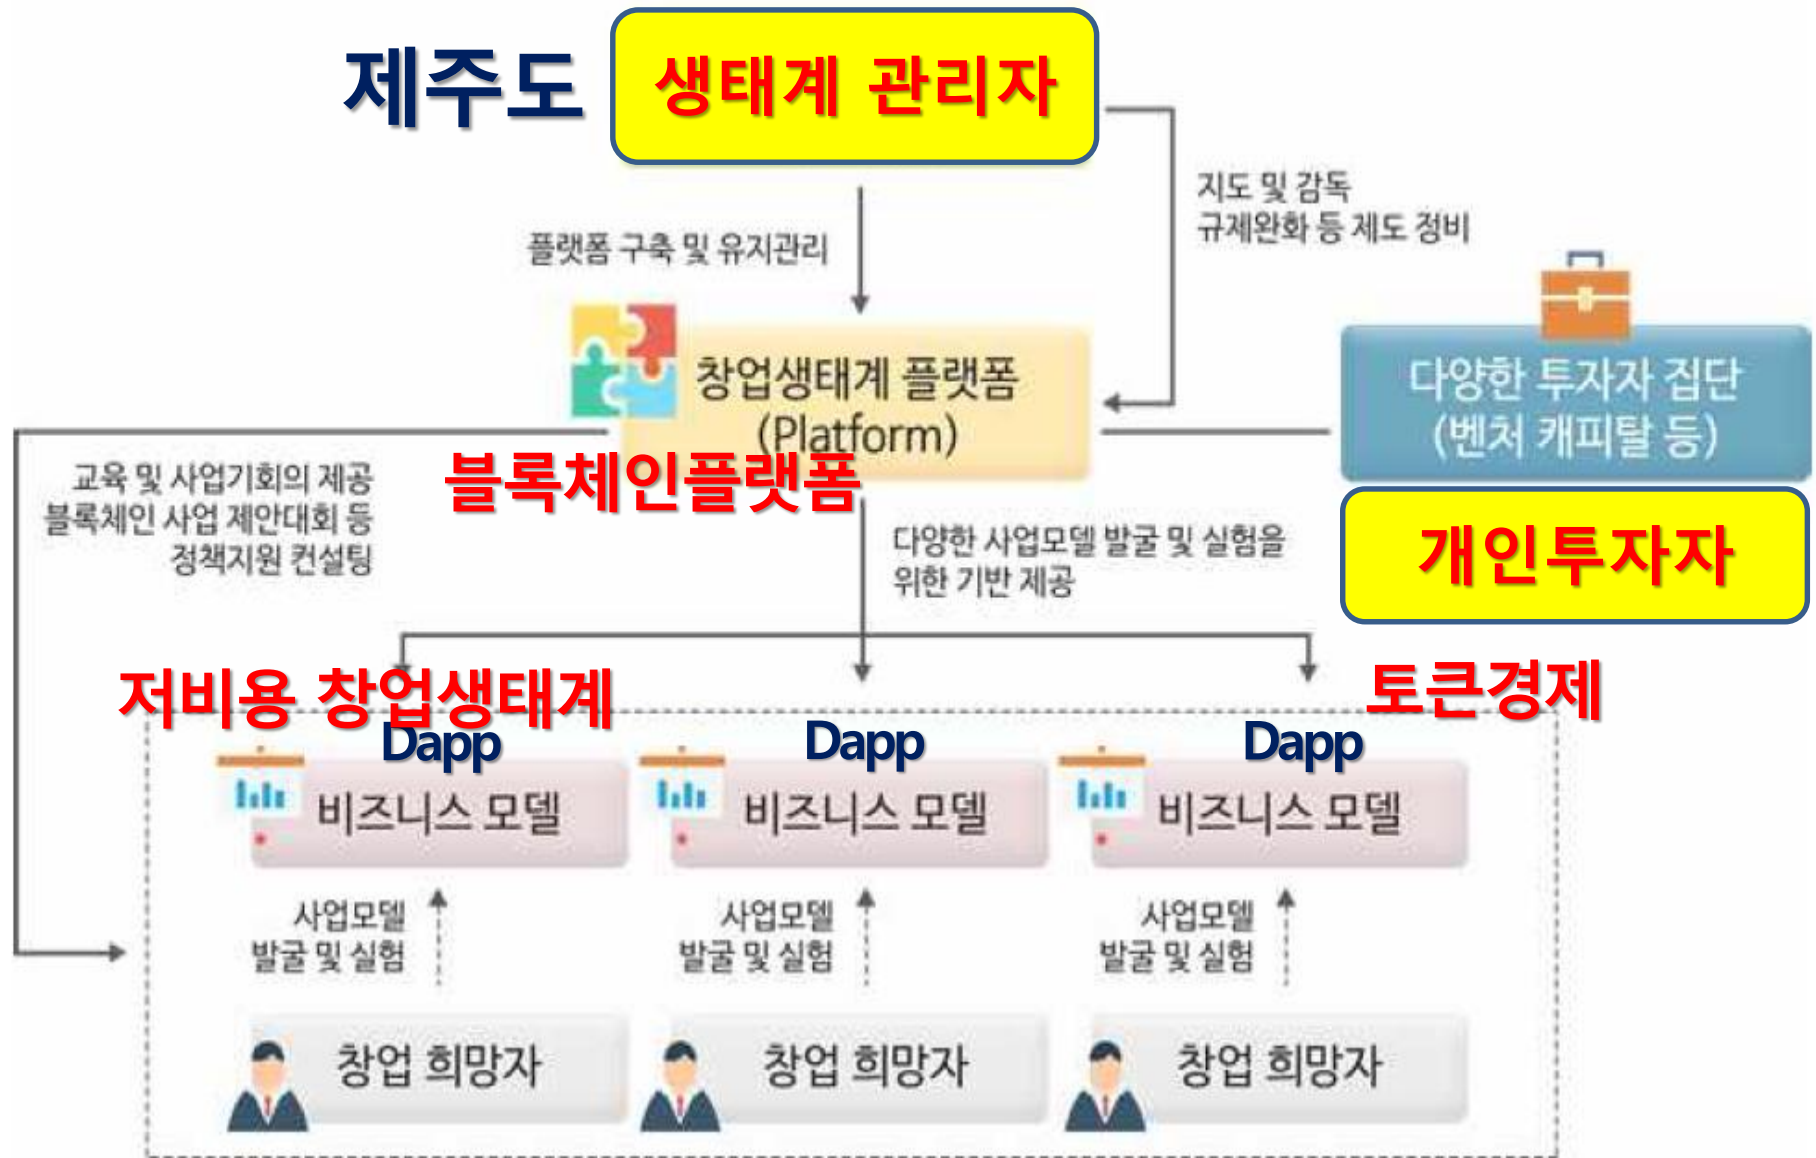 제주도
생태계 관리자
지도 및 감독
규제완화 등 제도 정비
플랫폼 구축 및 유지관리
창업생태계 플랫폼
(Platform)
다양한 투자자 집단
(벤처 캐피탈 등)
블록체인플랫폼
교육 및 사업기회의 제공
블록체인 사업 제안대회 등
정책지원 컨설팅
다양한 사업모델 발굴 및 실험을
위한 기반 제공
개인투자자
저비용 창업생태계
토큰경제
Dapp
Dapp
Dapp
비즈니스 모델
비즈니스 모델
비즈니스 모델
사업모델
발굴 및 실험
사업모델
발굴 및 실험
사업모델
발굴 및 실험
창업 희망자
창업 희망자
창업 희망자